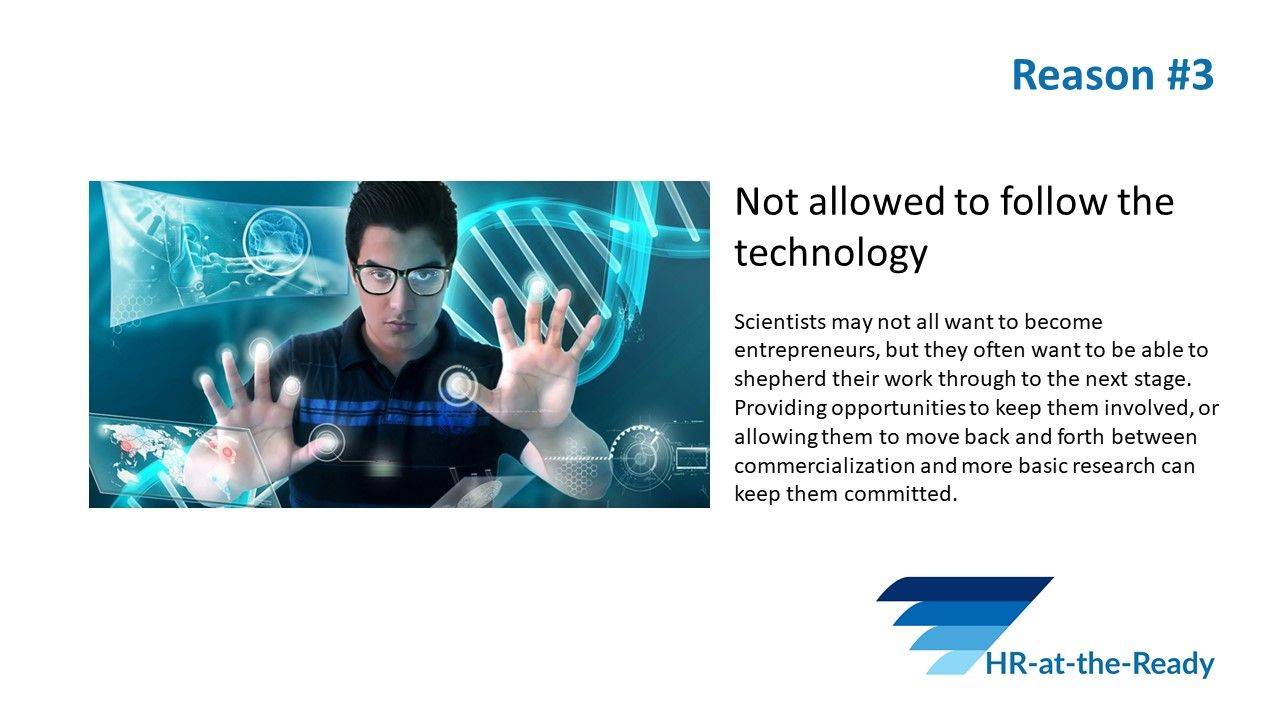 Reason #3
Not allowed to follow the
technology
Scientists may not all want to become
entrepreneurs, but they often want to be able to
shepherd their work through to the next stage.
Providing opportunities to keep them involved, or
allowing them to move back and forth between
commercialization and more basic research can
keep them committed.
HR-at-the-Ready